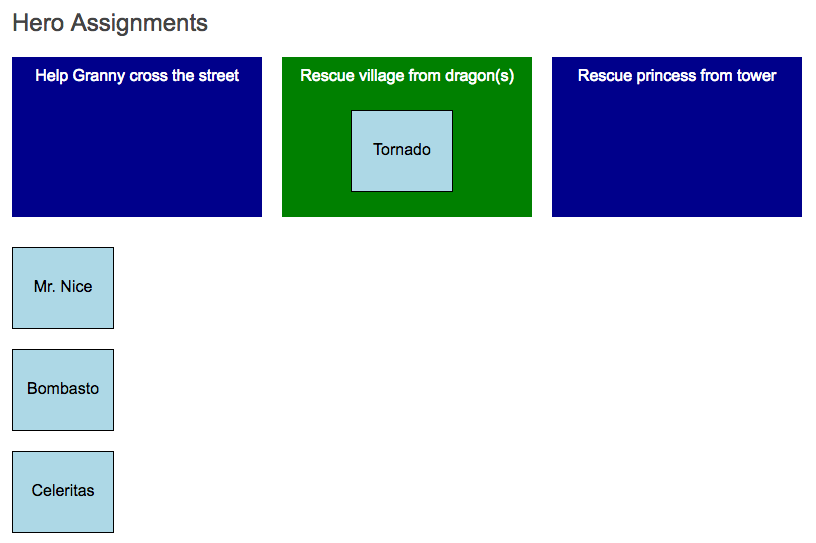 Hero Assignments
Help Granny cross the street
Rescue village from dragon(s)
Rescue princess from tower
Tornado
Mr. Nice
Bombasto
Celeritas